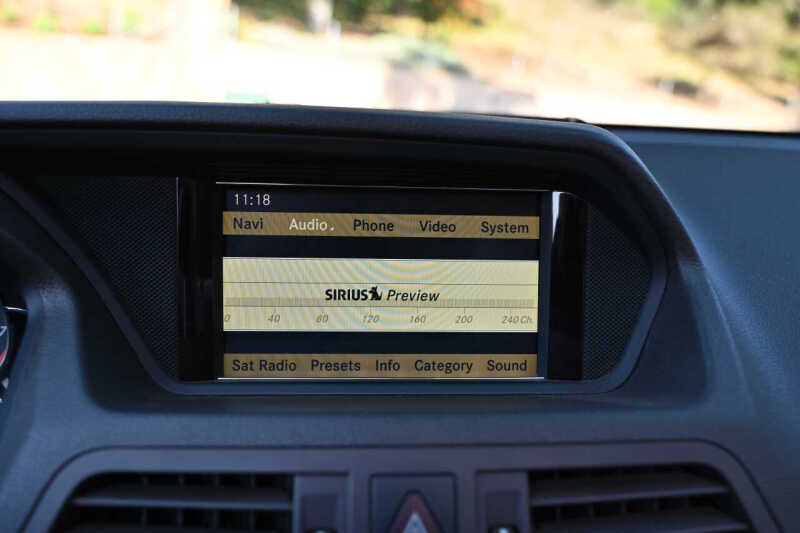 11:18
Navi Audio Phone Video System
SIRIUS Preview
0 40 80 120 160 200 240 Ch.
Sat Radio Presets Info Category Sound